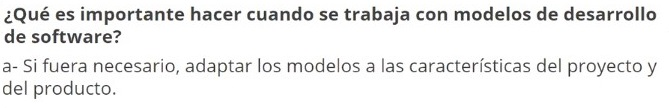 ¿Qué es importante hacer cuando se trabaja con modelos de desarrollo
de software?
a- Si fuera necesario, adaptar los modelos a las características del proyecto y
del producto.